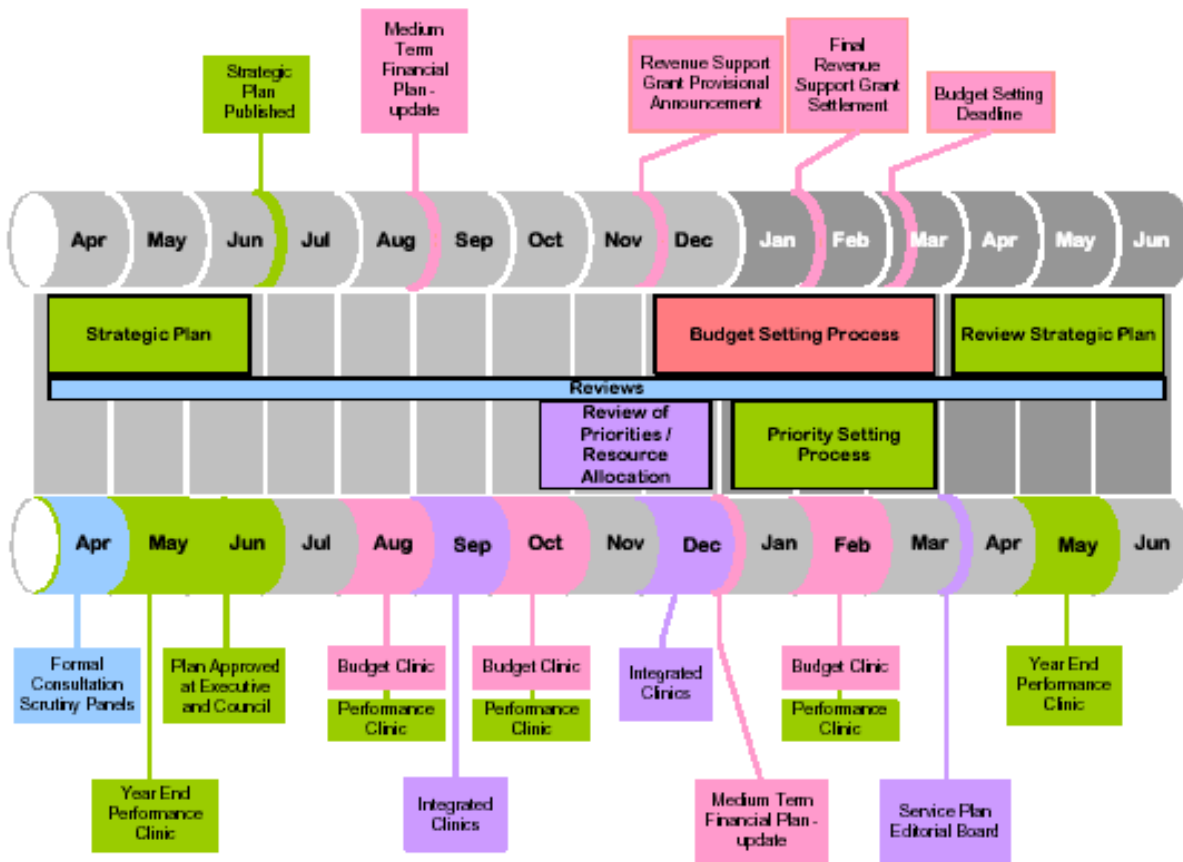 Medium
Term
Financial
Plan -
update
Strategic
Plan
Published
Revenue Support
Grant Provisional
Announcement
Final
Revenue
Support Grant
Settlement
Budget Setting
Deadline
Apr May Jun Jul Aug Sep Oct Nov Dec Jan Feb Mar Apr May Jun
Strategic Plan
Budget Setting Process
Review Strategic Plan
Reviews
Review of
Priorities /
Resource
Allocation
Priority Setting
Process
Apr May Jun Jul Aug Sep Oct Nov Dec Jan Feb Mar Apr May Jun
Formal
Consultation
Scrutiny Panels
Plan Approved
at Executive
and Council
Budget Clinic
Performance
Clinic
Budget Clinic
Performance
Clinic
Integrated
Clinics
Budget Clinic
Performance
Clinic
Year End
Performance
Clinic
Year End
Performance
Clinic
Integrated
Clinics
Medium Term
Financial Plan -
update
Service Plan
Editorial Board